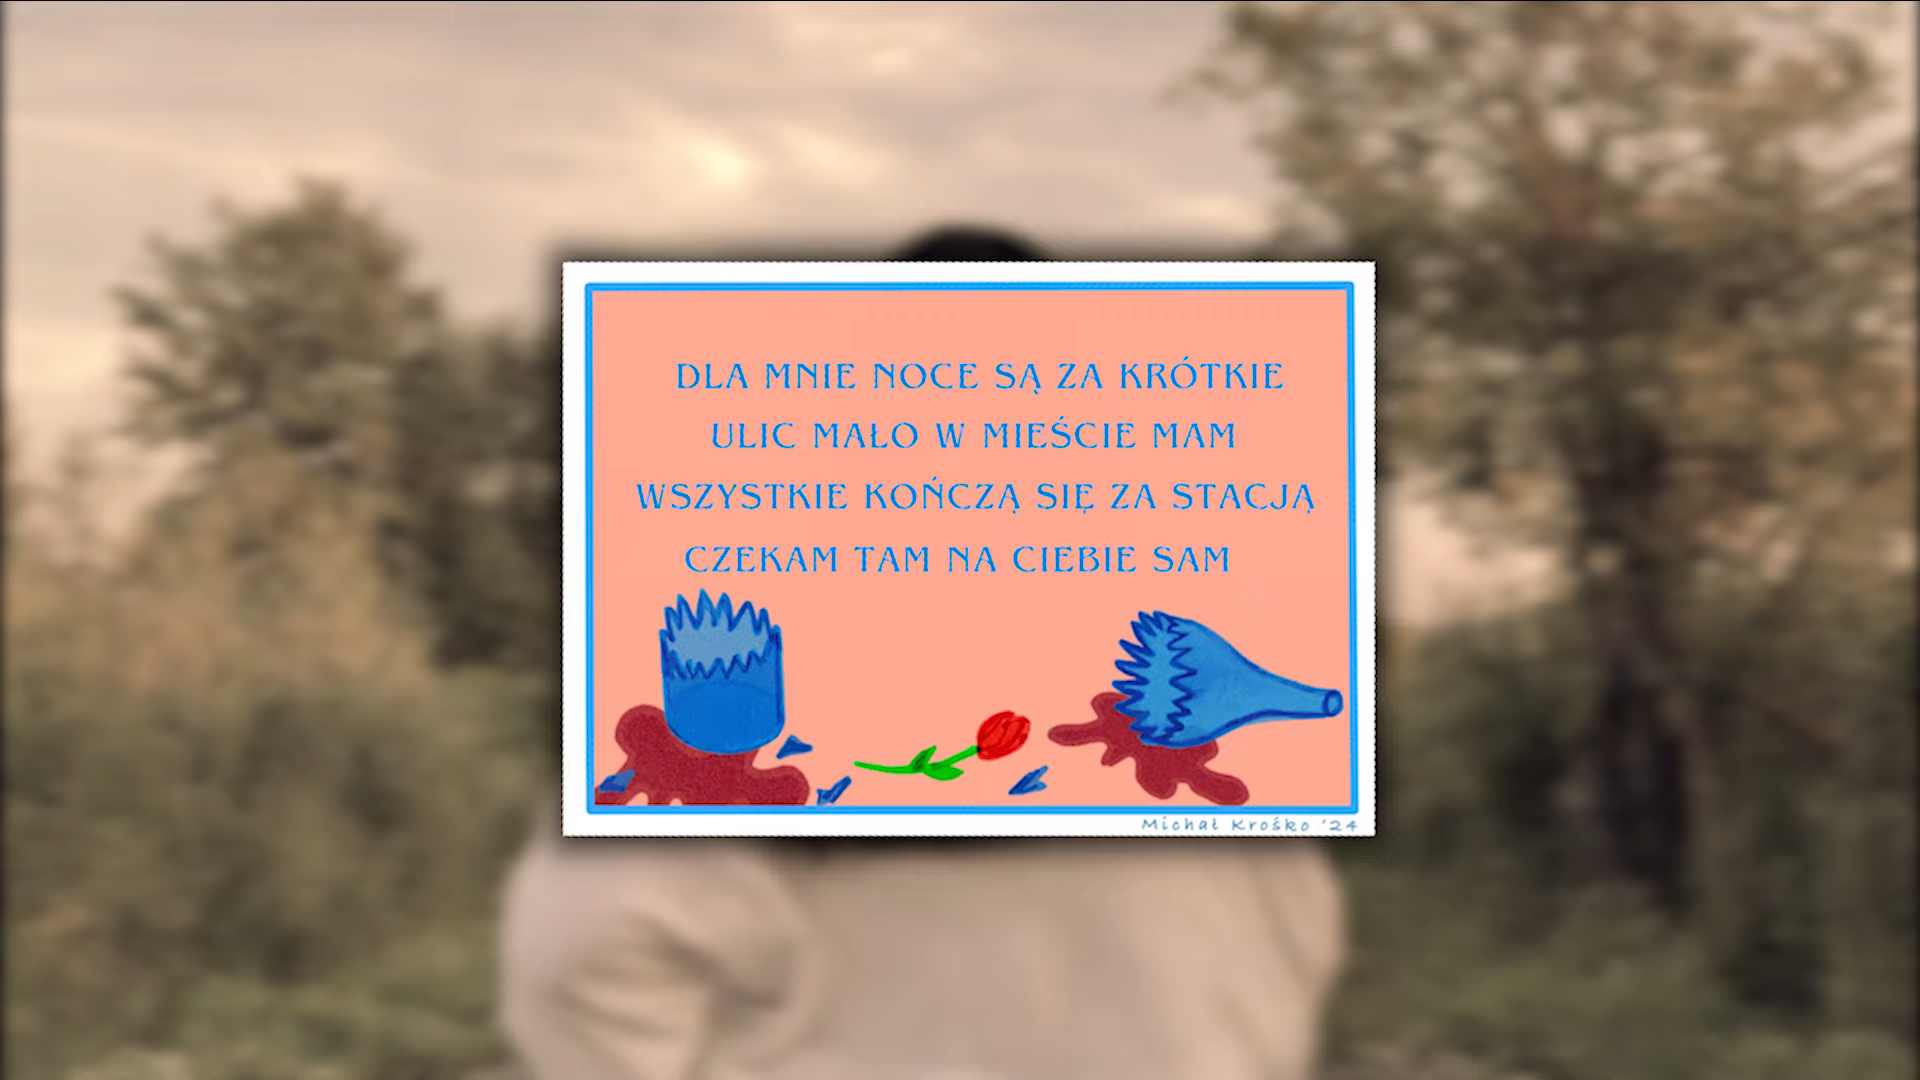 DLA MNIE NOCE SĄ ZA KRÓTKIE
ULIC MAŁO W MIEŚCIE MAM
WSZYSTKIE KOŃCZĄ SIĘ ZA STACJĄ
CZEKAM TAM NA CIEBIE SAM
Michał Krośko '24